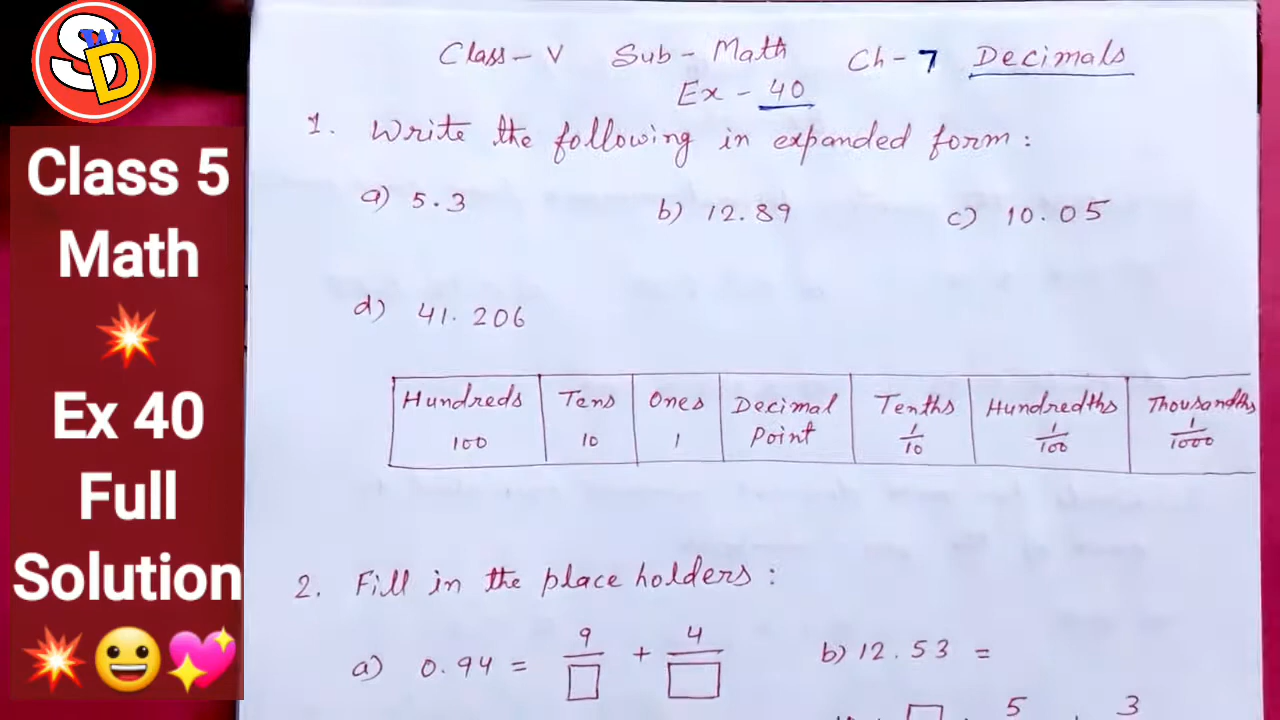 SWD
Class 5
Math
💥
Ex 40
Full
Solution
💥😀💖
Class - V Sub - Math Ch - 7 Decimals
Ex - 40
1. Write the following in expanded form :
a) 5.3 b) 12.89 c) 10.05
d) 41.206
Hundreds Tens Ones Decimal Tenths Hundredths Thousandths
100 10 1 Point 1/10 1/100 1/1000
2. Fill in the place holders :
a) 0.94 = 9/□ + 4/□ b) 12.53 =
5 3